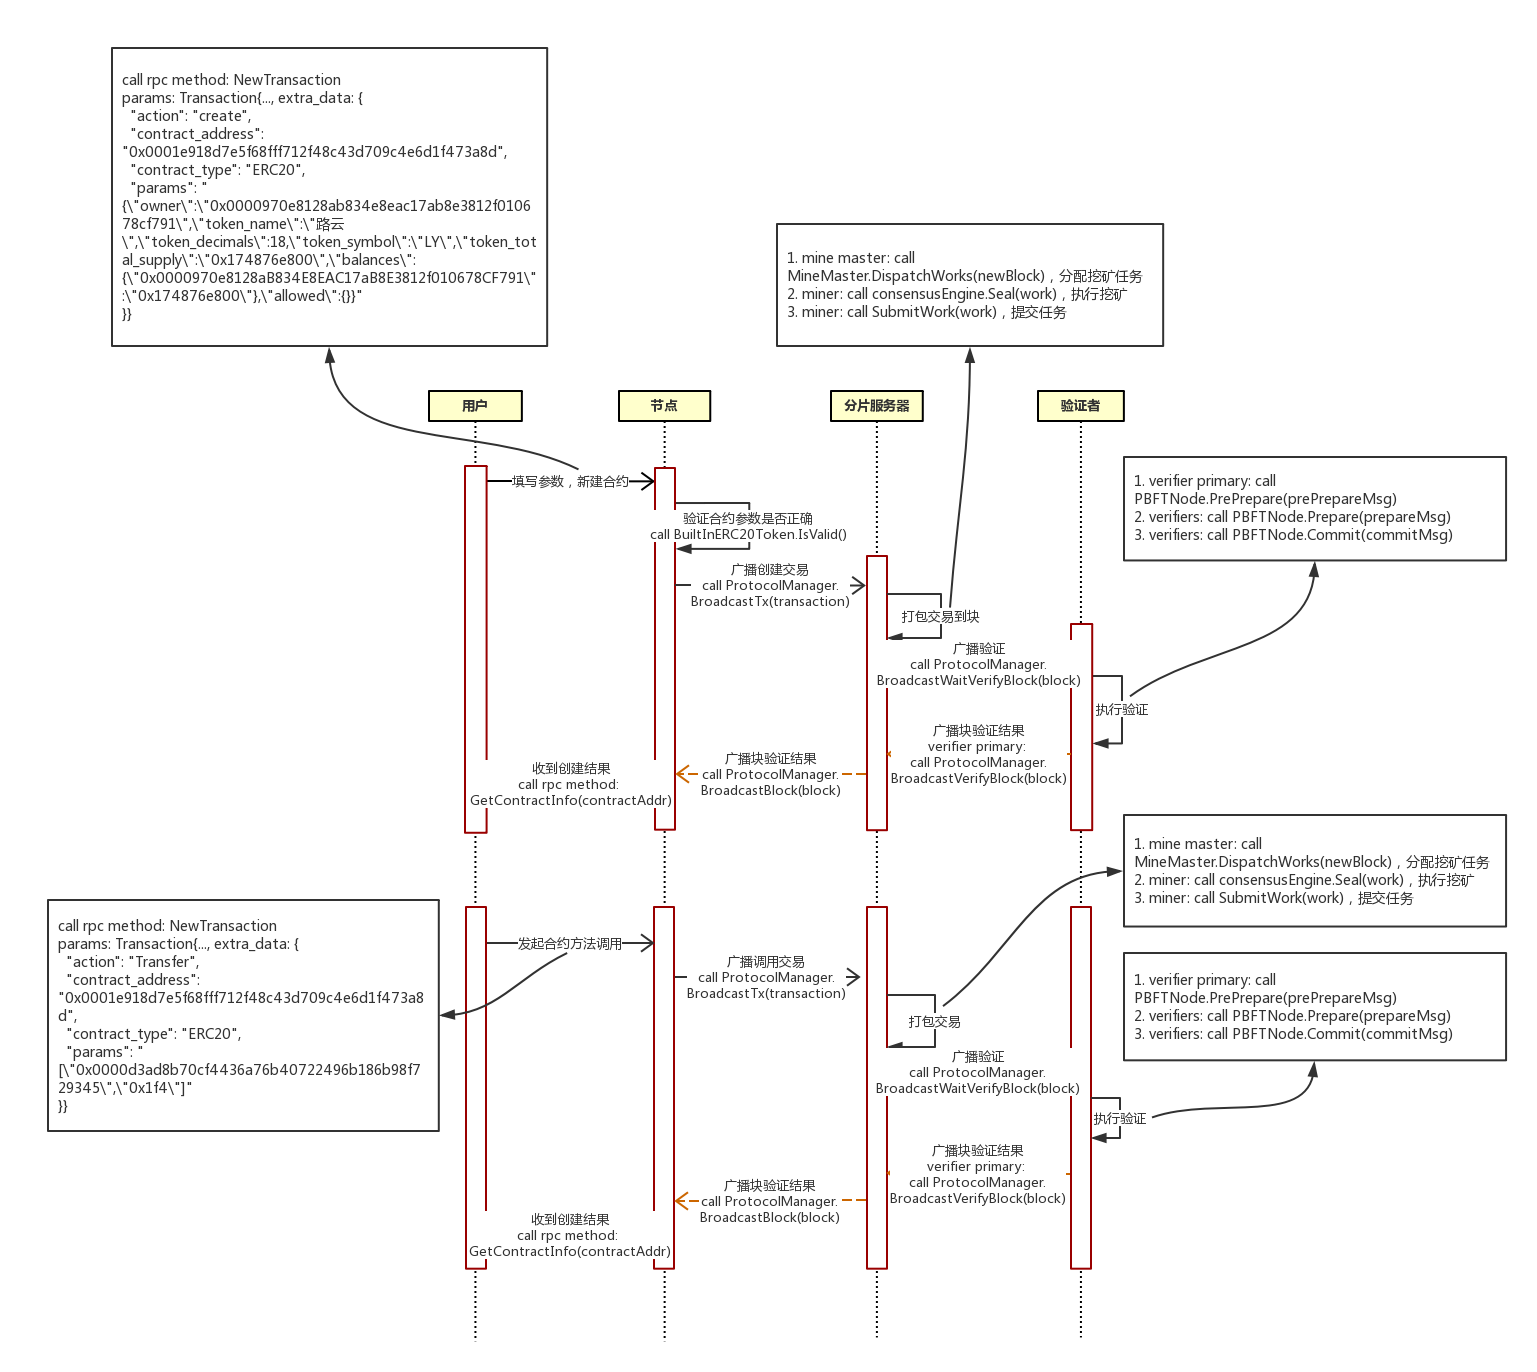 call rpc method: NewTransaction
params: Transaction{..., extra_data: {
"action": "create",
"contract_address":
"0x0001e918d7e5f68fff712f48c43d709c4e6d1f473a8d",
"contract_type": "ERC20",
"params": "
{\"owner\":\"0x0000970e8128ab834e8eac17ab8e3812f0106
78cf791\",\"token_name\":\"路云
\",\"token_decimals\":18,\"token_symbol\":\"LY\",\"token_tot
al_supply\":\"0x174876e800\",\"balances\":
{\"0x0000970e8128aB834E8EAC17aB8E3812f010678CF791\"
:\"0x174876e800\"},\"allowed\":{}}"
}}
1. mine master: call
MineMaster.DispatchWorks(newBlock)，分配挖矿任务
2. miner: call consensusEngine.Seal(work)，执行挖矿
3. miner: call SubmitWork(work)，提交任务
用户
节点
分片服务器
验证者
填写参数，新建合约
验证合约参数是否正确
call BuiltInERC20Token.IsValid()
广播创建交易
call ProtocolManager.
BroadcastTx(transaction)
打包交易到块
1. verifier primary: call
PBFTNode.PrePrepare(prePrepareMsg)
2. verifiers: call PBFTNode.Prepare(prepareMsg)
3. verifiers: call PBFTNode.Commit(commitMsg)
广播验证
call ProtocolManager.
BroadcastWaitVerifyBlock(block)
执行验证
广播块验证结果
verifier primary:
call ProtocolManager.
BroadcastVerifyBlock(block)
广播块验证结果
call ProtocolManager.
BroadcastBlock(block)
收到创建结果
call rpc method:
GetContractInfo(contractAddr)
1. mine master: call
MineMaster.DispatchWorks(newBlock)，分配挖矿任务
2. miner: call consensusEngine.Seal(work)，执行挖矿
3. miner: call SubmitWork(work)，提交任务
call rpc method: NewTransaction
params: Transaction{..., extra_data: {
"action": "Transfer",
"contract_address":
"0x0001e918d7e5f68fff712f48c43d709c4e6d1f473a8
d",
"contract_type": "ERC20",
"params": "
[\"0x0000d3ad8b70cf4436a76b40722496b186b98f7
29345\",\"0x1f4\"]"
}}
发起合约方法调用
广播调用交易
call ProtocolManager.
BroadcastTx(transaction)
打包交易
1. verifier primary: call
PBFTNode.PrePrepare(prePrepareMsg)
2. verifiers: call PBFTNode.Prepare(prepareMsg)
3. verifiers: call PBFTNode.Commit(commitMsg)
广播验证
call ProtocolManager.
BroadcastWaitVerifyBlock(block)
执行验证
广播块验证结果
verifier primary:
call ProtocolManager.
BroadcastVerifyBlock(block)
广播块验证结果
call ProtocolManager.
BroadcastBlock(block)
收到创建结果
call rpc method:
GetContractInfo(contractAddr)